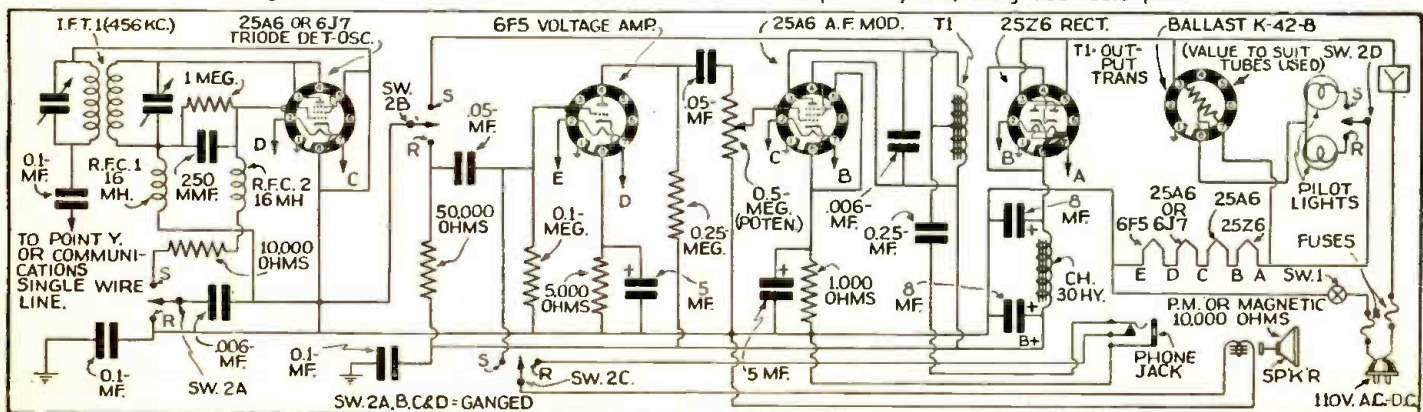 I.F.T. 1 (456 KC.)
25A6 OR 6J7
TRIODE DET-OSC.
1 MEG.
D
C
0.1-
MF.
R.F.C. 1
16
MH.
250
MMF.
R.F.C. 2
16 MH
TO POINT Y.
OR COMMUNI-
CATIONS
SINGLE WIRE
LINE.
S
10,000
OHMS
R
.006-
MF.
0.1-
MF.
SW. 2A
6F5 VOLTAGE AMP.
SW.
2B
S
R
.05-
MF.
E
D
50,000
OHMS
0.1-
MEG.
5,000
OHMS
5
MF.
0.25-
MEG.
0.1-
MF.
S
R
SW. 2C.
SW. 2A, B, C & D = GANGED
25A6 A.F. MOD.
T1
.05-
MF.
C
B
0.5-
MEG.
(POTEN.)
.006-
MF.
0.25-
MF.
1,000
OHMS
5 MF.
25Z6 RECT.
T1 = OUT-
PUT
TRANS
B
A
8
MF.
8
MF.
CH.
30 HY.
B+
BALLAST K-42-B
(VALUE TO SUIT
TUBES USED)
SW. 2D
Y
S
R
PILOT
LIGHTS
25A6
OR
6F5 6J7
25A6
25Z6
E D C B A
FUSES
SW. 1
P.M. OR MAGNETIC
10,000 OHMS
PHONE
JACK
SP'K'R
110V. A.C.-D.C.